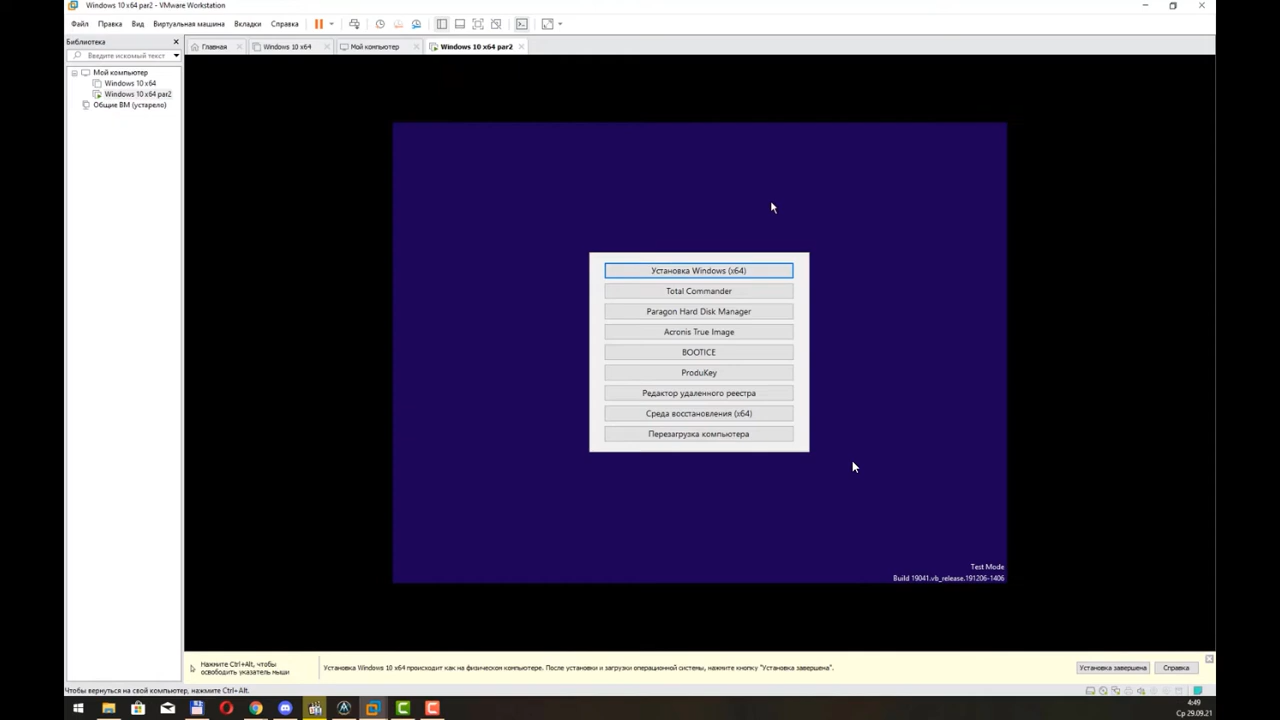 Windows 10 x64 par2 - VMware Workstation
Файл Правка Вид Виртуальная машина Вкладки Справка
Библиотека
Введите искомый текст
Мой компьютер
Windows 10 x64
Windows 10 x64 par2
Общие ВМ (устарело)
Главная
Windows 10 x64
Мой компьютер
Windows 10 x64 par2
Установка Windows (x64)
Total Commander
Paragon Hard Disk Manager
Acronis True Image
BOOTICE
ProduKey
Редактор удаленного реестра
Среда восстановления (x64)
Перезагрузка компьютера
Test Mode
Build 19041.vb_release.191206-1406
Нажмите Ctrl+Alt, чтобы
освободить указатель мыши
Установка Windows 10 x64 происходит как на физическом компьютере. После установки и загрузки операционной системы, нажмите кнопку "Установка завершена".
Установка завершена
Справка
Чтобы вернуться на свой компьютер, нажмите Ctrl+Alt.
4:49
Ср 29.09.21